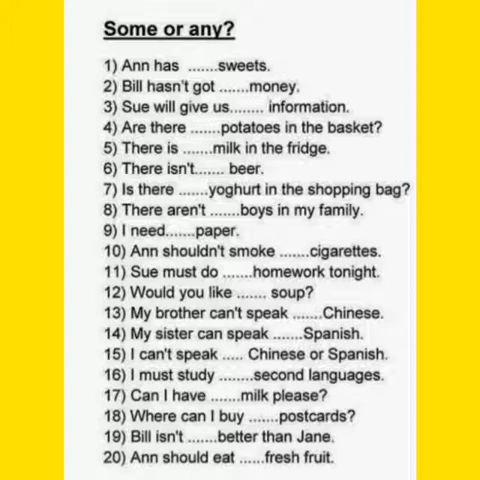 Some or any?
1) Ann has .......sweets.
2) Bill hasn't got .......money.
3) Sue will give us........ information.
4) Are there .......potatoes in the basket?
5) There is .......milk in the fridge.
6) There isn't....... beer.
7) Is there .......yoghurt in the shopping bag?
8) There aren't .......boys in my family.
9) I need.......paper.
10) Ann shouldn't smoke .......cigarettes.
11) Sue must do .......homework tonight.
12) Would you like ....... soup?
13) My brother can't speak .......Chinese.
14) My sister can speak .......Spanish.
15) I can't speak ..... Chinese or Spanish.
16) I must study ........second languages.
17) Can I have .......milk please?
18) Where can I buy .......postcards?
19) Bill isn't .......better than Jane.
20) Ann should eat ......fresh fruit.